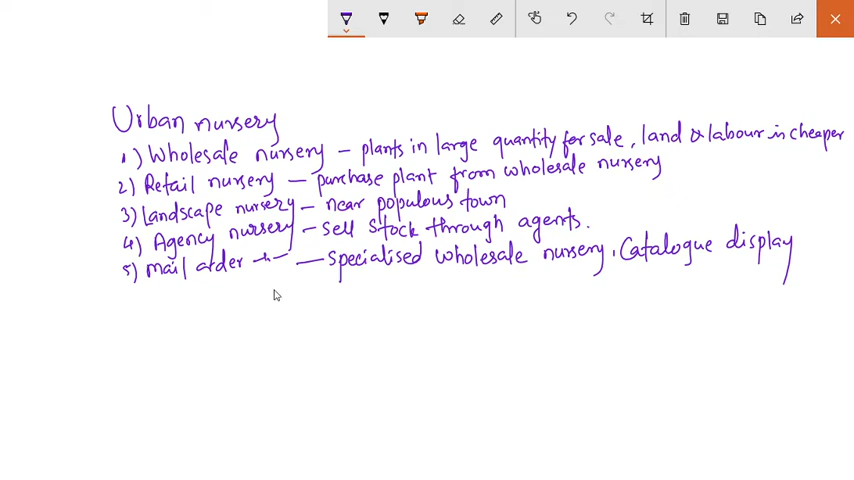 Urban nursery
1) Wholesale nursery – plants in large quantity for sale, land & labour is cheaper
2) Retail nursery – purchase plant from wholesale nursery
3) Landscape nursery – near populous town
4) Agency nursery – sell stock through agents.
5) Mail order –"– – specialised wholesale nursery. Catalogue display